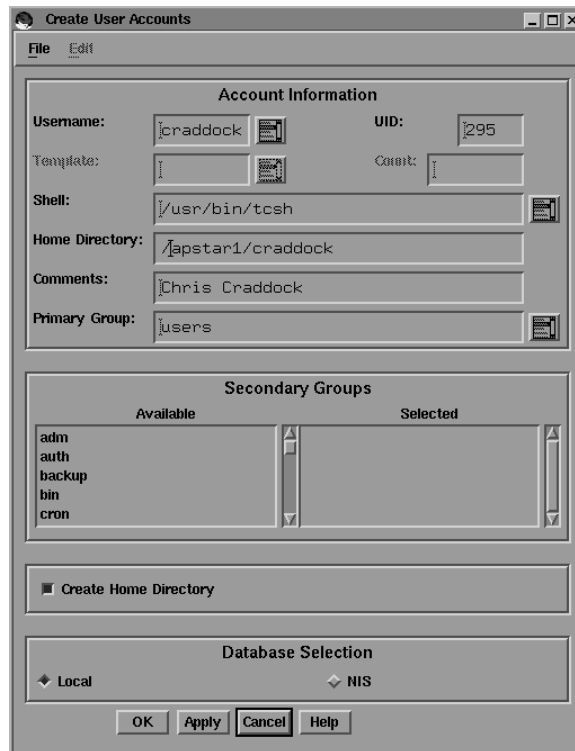 Create User Accounts
File Edit
Account Information
Username: craddock UID: 295
Template: Count:
Shell: /usr/bin/tcsh
Home Directory: /apstar1/craddock
Comments: Chris Craddock
Primary Group: users
Secondary Groups
Available Selected
adm
auth
backup
bin
cron
Create Home Directory
Database Selection
Local NIS
OK Apply Cancel Help